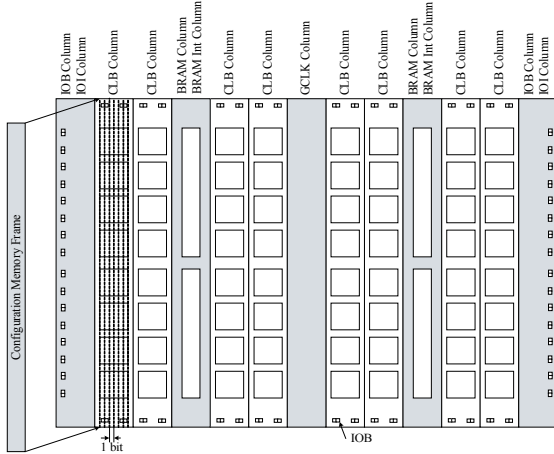 IOB Column
IOI Column
CLB Column
CLB Column
BRAM Column
BRAM Int Column
CLB Column
CLB Column
GCLK Column
CLB Column
CLB Column
BRAM Column
BRAM Int Column
CLB Column
CLB Column
IOB Column
IOI Column
Configuration Memory Frame
1 bit
IOB